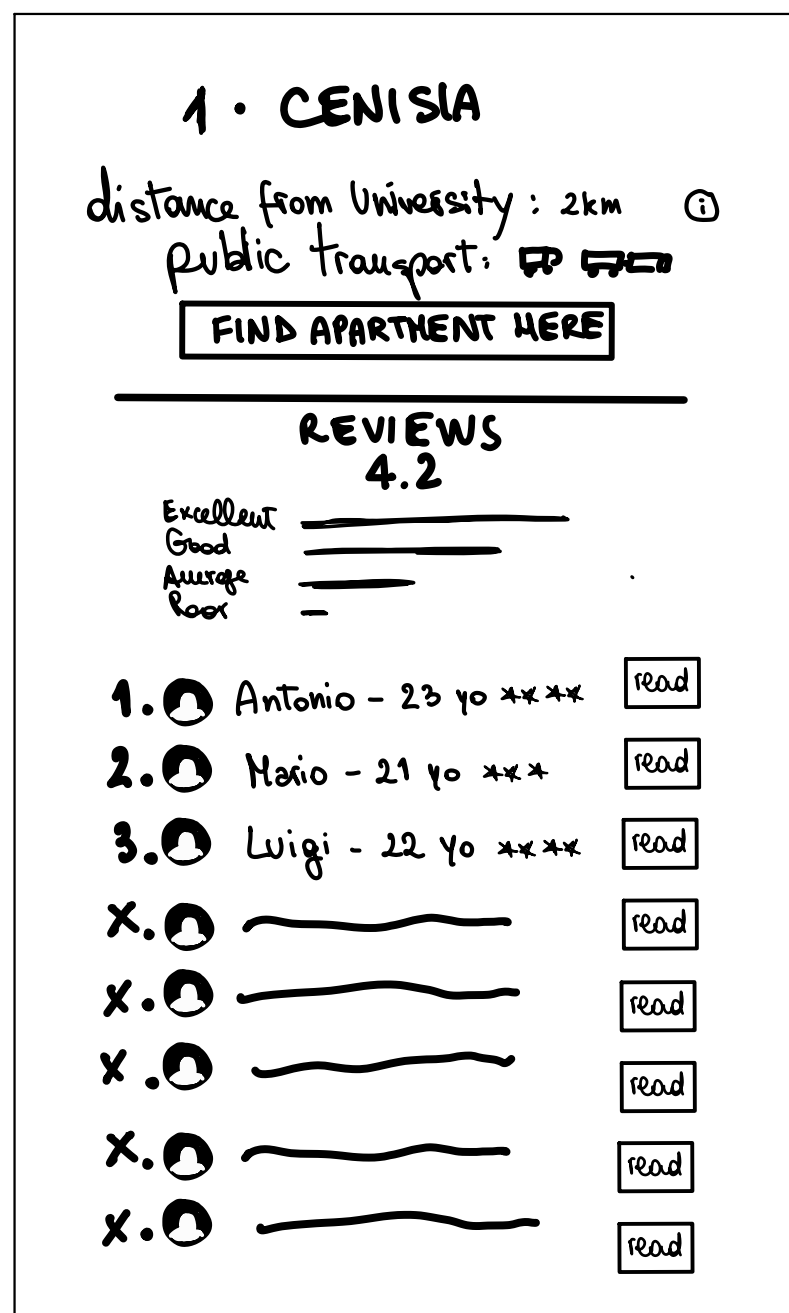 1. CENISIA
distance from University: 2km i
public transport:
FIND APARTMENT HERE
REVIEWS
4.2
Excellent
Good
Average
Poor
1. Antonio - 23 yo **** read
2. Mario - 21 yo *** read
3. Luigi - 22 yo **** read
x. read
x. read
x. read
x. read
x. read